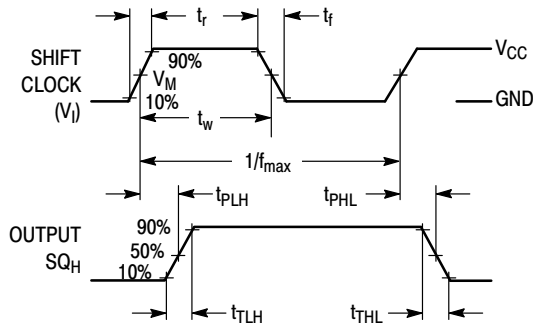 tr
tf
SHIFT
CLOCK
(VI)
90%
VM
10%
tw
VCC
GND
1/fmax
tPLH
tPHL
OUTPUT
SQH
90%
50%
10%
tTLH
tTHL